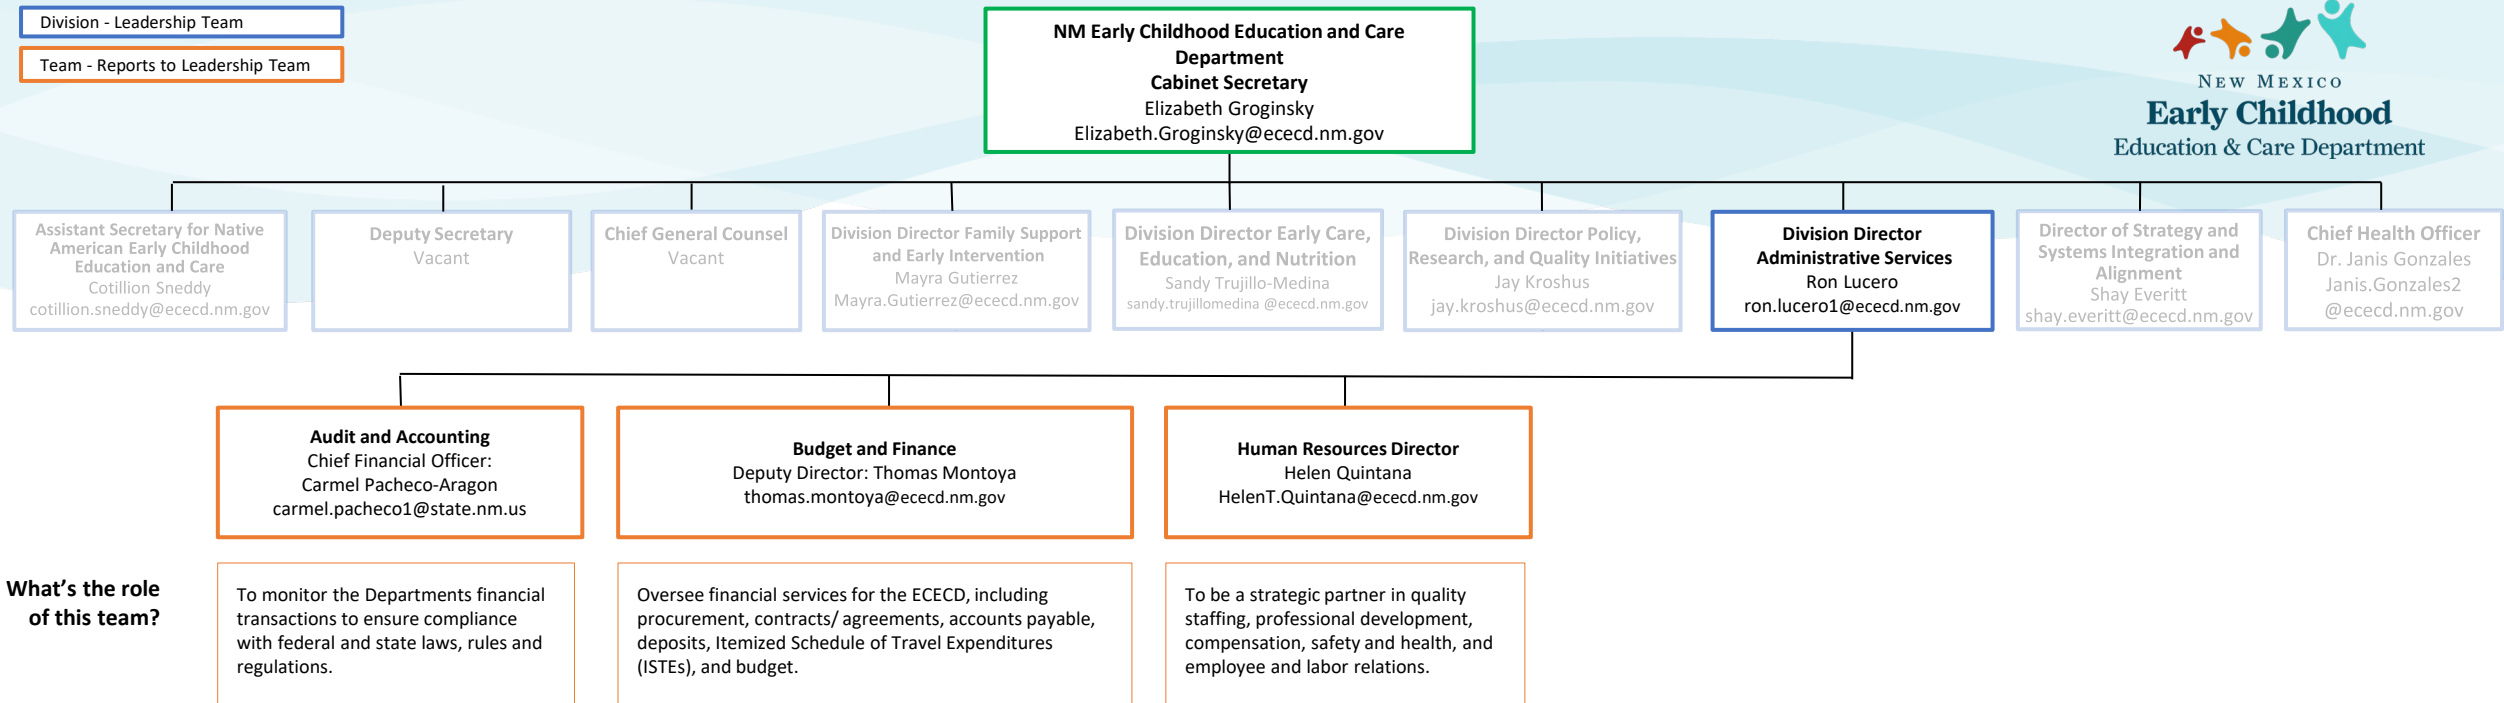 Division - Leadership Team
Team - Reports to Leadership Team
NM Early Childhood Education and Care
Department
Cabinet Secretary
Elizabeth Groginsky
Elizabeth.Groginsky@ececd.nm.gov
NEW MEXICO
Early Childhood
Education & Care Department
Assistant Secretary for Native
American Early Childhood
Education and Care
Cotillion Sneddy
cotillion.sneddy@ececd.nm.gov
Deputy Secretary
Vacant
Chief General Counsel
Vacant
Division Director Family Support
and Early Intervention
Mayra Gutierrez
Mayra.Gutierrez@ececd.nm.gov
Division Director Early Care,
Education, and Nutrition
Sandy Trujillo-Medina
sandy.trujillomedina @ececd.nm.gov
Division Director Policy,
Research, and Quality Initiatives
Jay Kroshus
jay.kroshus@ececd.nm.gov
Division Director
Administrative Services
Ron Lucero
ron.lucero1@ececd.nm.gov
Director of Strategy and
Systems Integration and
Alignment
Shay Everitt
shay.everitt@ececd.nm.gov
Chief Health Officer
Dr. Janis Gonzales
Janis.Gonzales2
@ececd.nm.gov
Audit and Accounting
Chief Financial Officer:
Carmel Pacheco-Aragon
carmel.pacheco1@state.nm.us
Budget and Finance
Deputy Director: Thomas Montoya
thomas.montoya@ececd.nm.gov
Human Resources Director
Helen Quintana
HelenT.Quintana@ececd.nm.gov
What's the role
of this team?
To monitor the Departments financial
transactions to ensure compliance
with federal and state laws, rules and
regulations.
Oversee financial services for the ECECD, including
procurement, contracts/ agreements, accounts payable,
deposits, Itemized Schedule of Travel Expenditures
(ISTEs), and budget.
To be a strategic partner in quality
staffing, professional development,
compensation, safety and health, and
employee and labor relations.